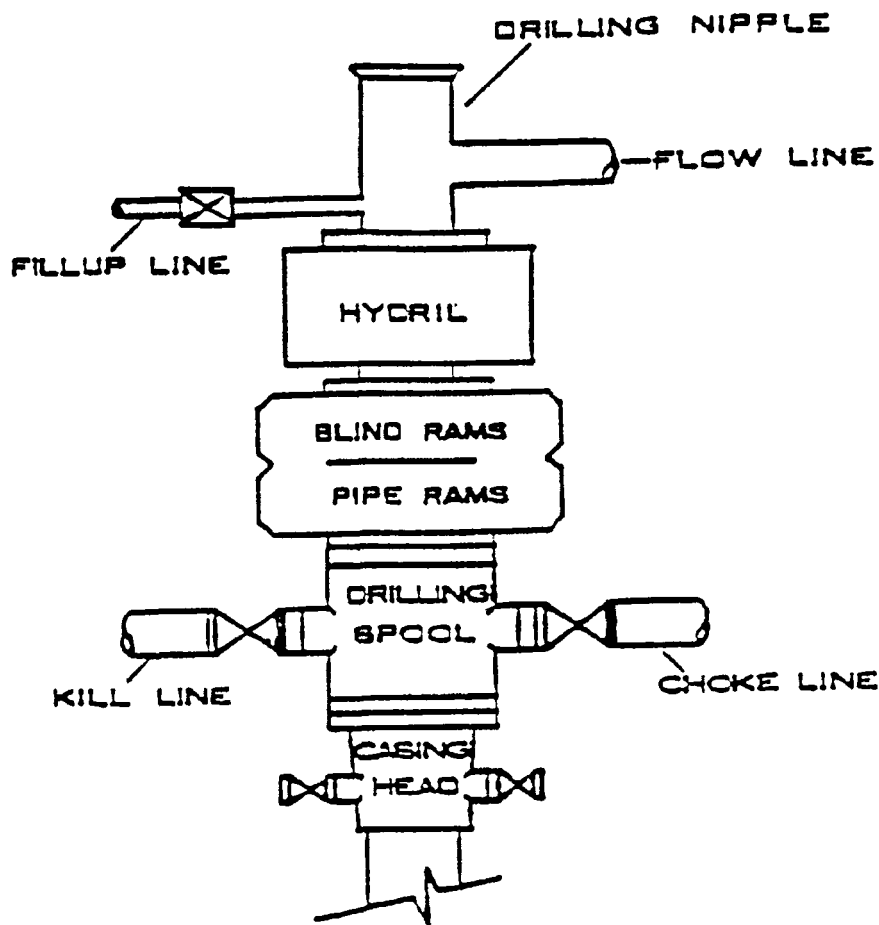 DRILLING NIPPLE
FLOW LINE
FILLUP LINE
HYDRIL
BLIND RAMS
PIPE RAMS
DRILLING
SPOOL
KILL LINE
CHOKE LINE
CASING
HEAD